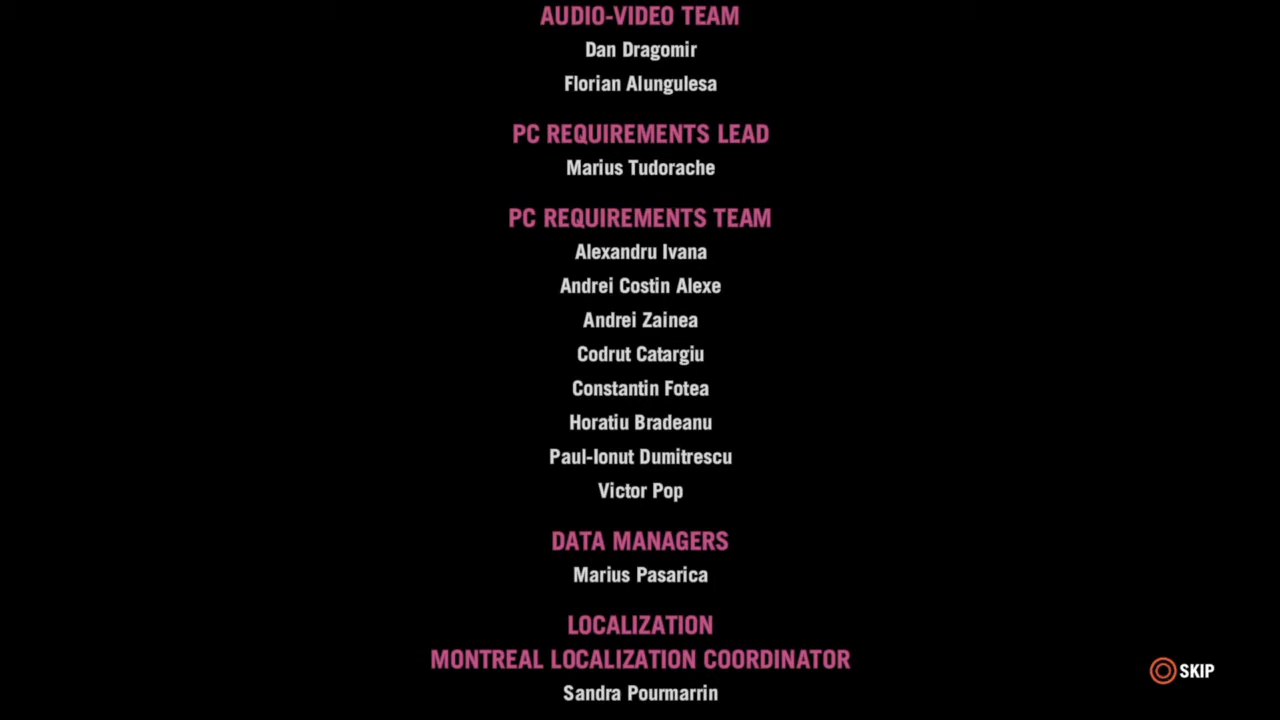 AUDIO-VIDEO TEAM
Dan Dragomir
Florian Alungulesa
PC REQUIREMENTS LEAD
Marius Tudorache
PC REQUIREMENTS TEAM
Alexandru Ivana
Andrei Costin Alexe
Andrei Zainea
Codrut Catargiu
Constantin Fotea
Horatiu Bradeanu
Paul-Ionut Dumitrescu
Victor Pop
DATA MANAGERS
Marius Pasarica
LOCALIZATION
MONTREAL LOCALIZATION COORDINATOR
Sandra Pourmarrin
SKIP